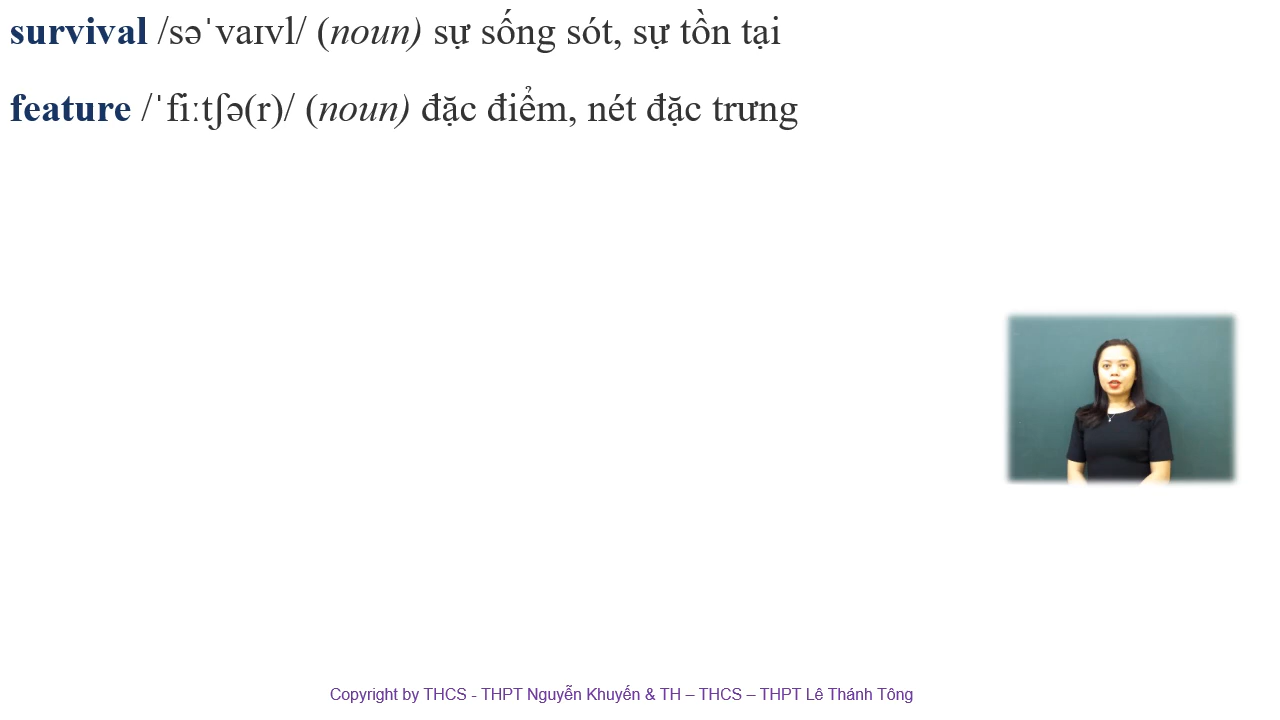 survival /səˈvaɪvl/ (noun) sự sống sót, sự tồn tại
feature /ˈfiːtʃə(r)/ (noun) đặc điểm, nét đặc trưng
Copyright by THCS - THPT Nguyễn Khuyến & TH – THCS – THPT Lê Thánh Tông